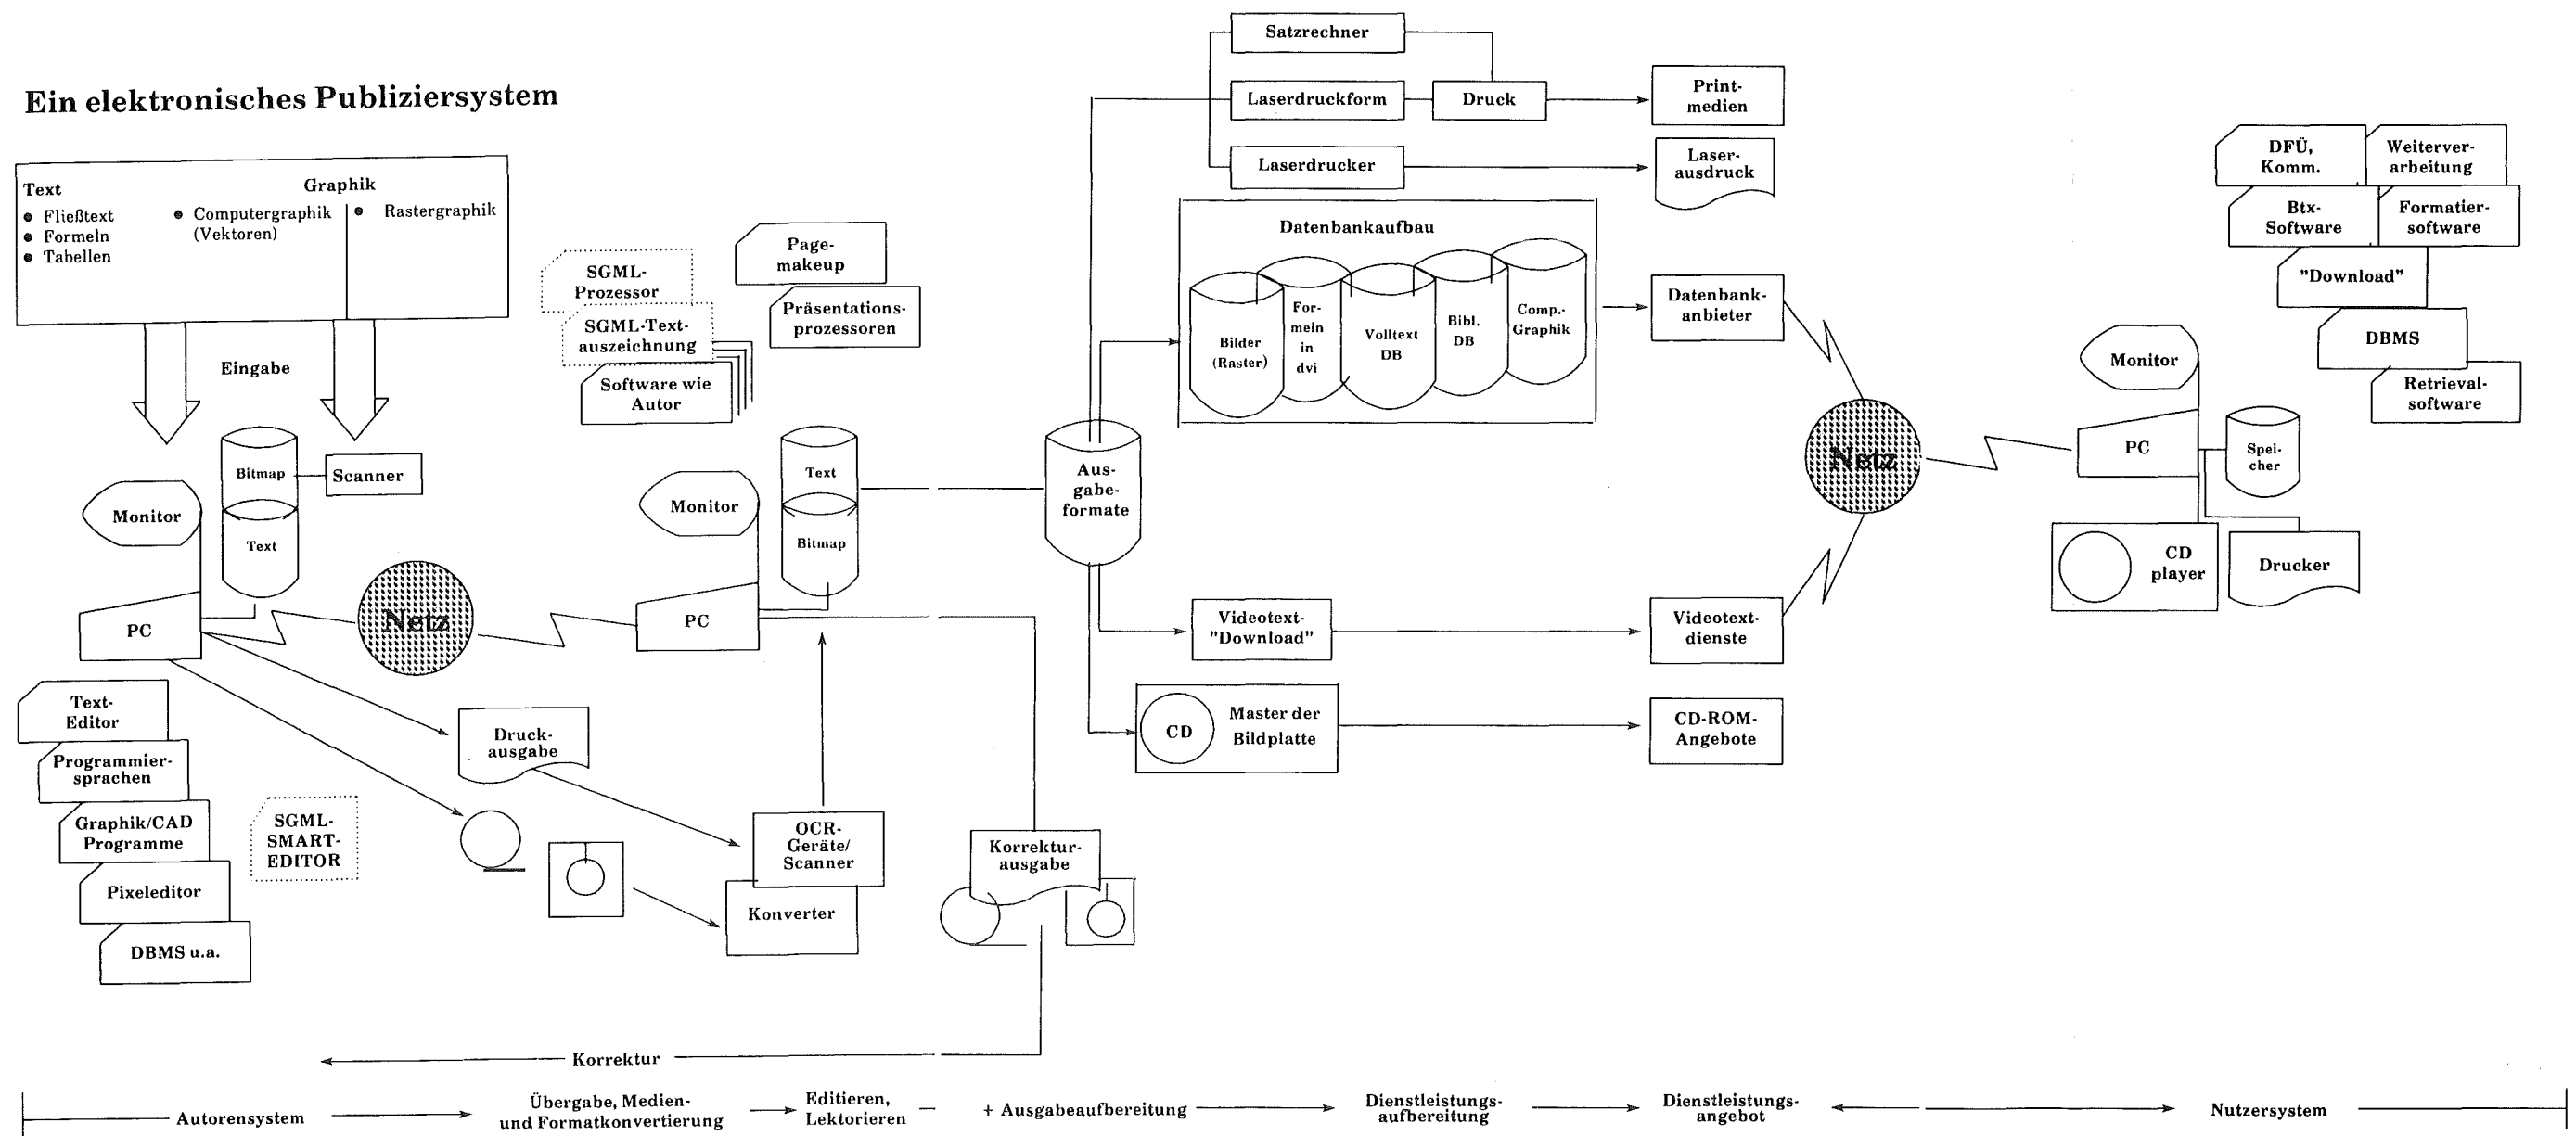 Ein elektronisches Publiziersystem
Text
Graphik
● Fließtext
● Formeln
● Tabellen
● Computergraphik
(Vektoren)
● Rastergraphik
Eingabe
Bitmap
Text
Scanner
Monitor
PC
Netz
Text-
Editor
Programmier-
sprachen
Graphik/CAD
Programme
Pixeleditor
DBMS u.a.
SGML-
SMART-
EDITOR
SGML-
Prozessor
SGML-Text-
auszeichnung
Software wie
Autor
Page-
makeup
Präsentations-
prozessoren
Text
Bitmap
Monitor
PC
Druck-
ausgabe
OCR-
Geräte/
Scanner
Konverter
Korrektur-
ausgabe
Aus-
gabe-
formate
Satzrechner
Laserdruckform
Druck
Print-
medien
Laserdrucker
Laser-
ausdruck
Datenbankaufbau
Bilder
(Raster)
For-
meln
in
dvi
Volltext
DB
Bibl.
DB
Comp.-
Graphik
Datenbank-
anbieter
Videotext-
"Download"
Videotext-
dienste
CD
Master der
Bildplatte
CD-ROM-
Angebote
Netz
Monitor
PC
Spei-
cher
CD
player
Drucker
DFÜ,
Komm.
Weiterver-
arbeitung
Btx-
Software
Formatier-
software
"Download"
DBMS
Retrieval-
software
Korrektur
Autorensystem
Übergabe, Medien-
und Formatkonvertierung
Editieren,
Lektorieren
+ Ausgabeaufbereitung
Dienstleistungs-
aufbereitung
Dienstleistungs-
angebot
Nutzersystem